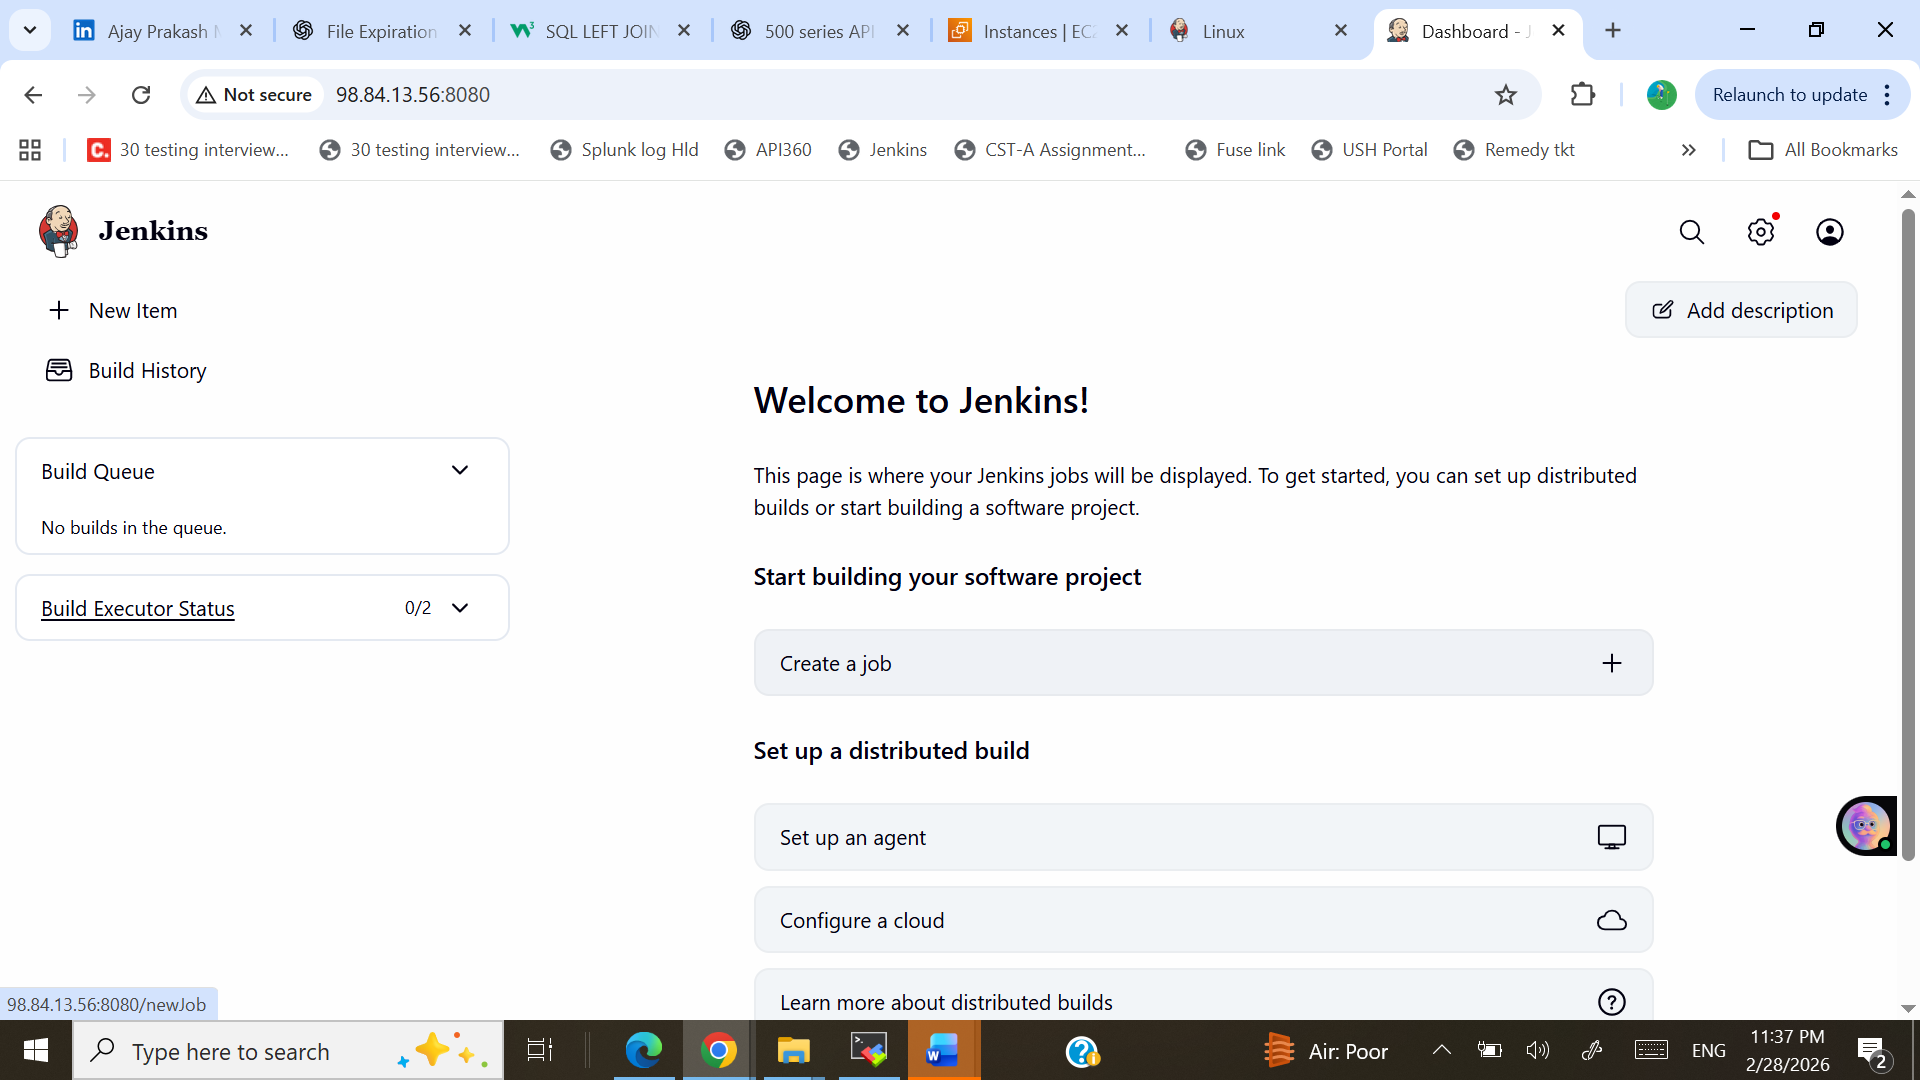 Ajay Prakash M
File Expiration
SQL LEFT JOIN
500 series API
Instances | EC2
Linux
Dashboard - J
Not secure
98.84.13.56:8080
Relaunch to update
C. 30 testing interview...
30 testing interview...
Splunk log Hld
API360
Jenkins
CST-A Assignment...
Fuse link
USH Portal
Remedy tkt
All Bookmarks
Jenkins
New Item
Add description
Build History
Welcome to Jenkins!
Build Queue
This page is where your Jenkins jobs will be displayed. To get started, you can set up distributed
builds or start building a software project.
No builds in the queue.
Start building your software project
Build Executor Status 0/2
Create a job
Set up a distributed build
Set up an agent
Configure a cloud
Learn more about distributed builds
98.84.13.56:8080/newJob
Type here to search
Air: Poor
ENG
11:37 PM
2/28/2026
2